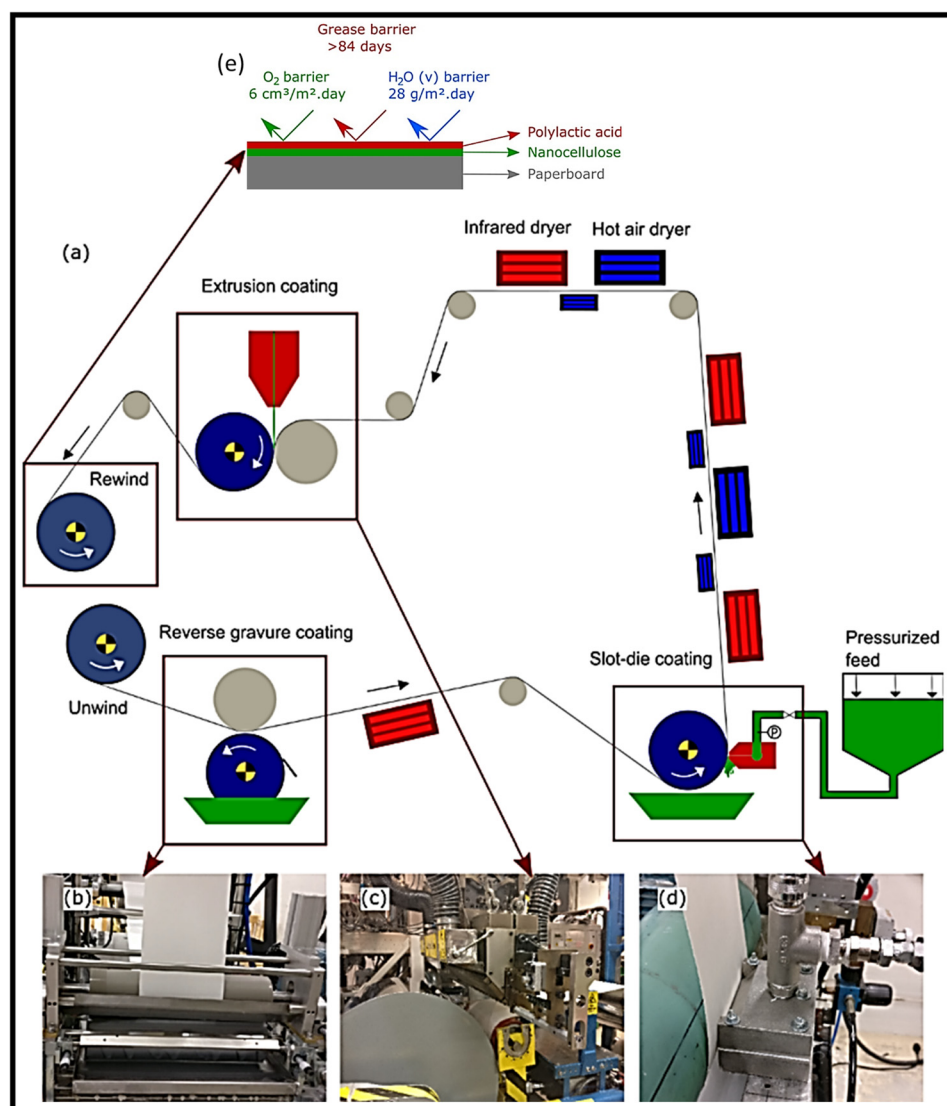 Grease barrier
>84 days
(e)
O₂ barrier
6 cm³/m².day
H₂O (v) barrier
28 g/m².day
Polylactic acid
Nanocellulose
Paperboard
(a)
Infrared dryer
Hot air dryer
Extrusion coating
Rewind
Reverse gravure coating
Unwind
Slot-die coating
Pressurized
feed
P
(b)
(c)
(d)